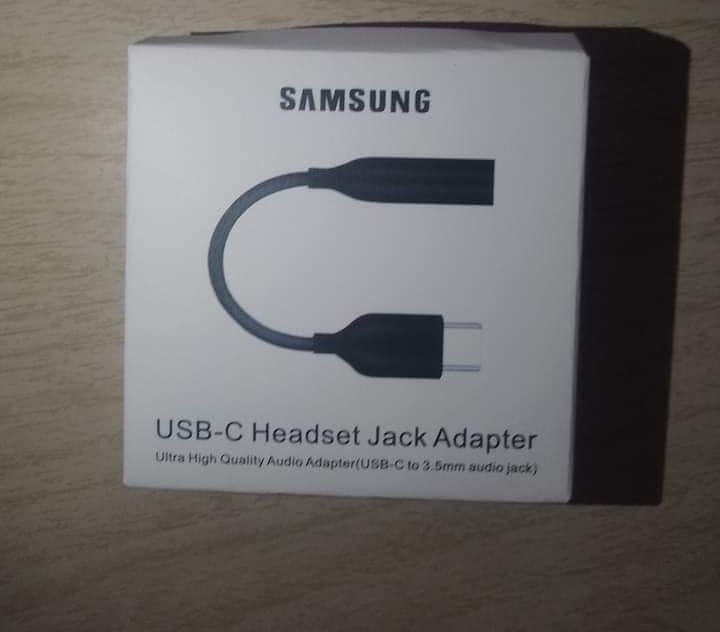 SAMSUNG
USB-C Headset Jack Adapter
Ultra High Quality Audio Adapter(USB-C to 3.5mm audio jack)